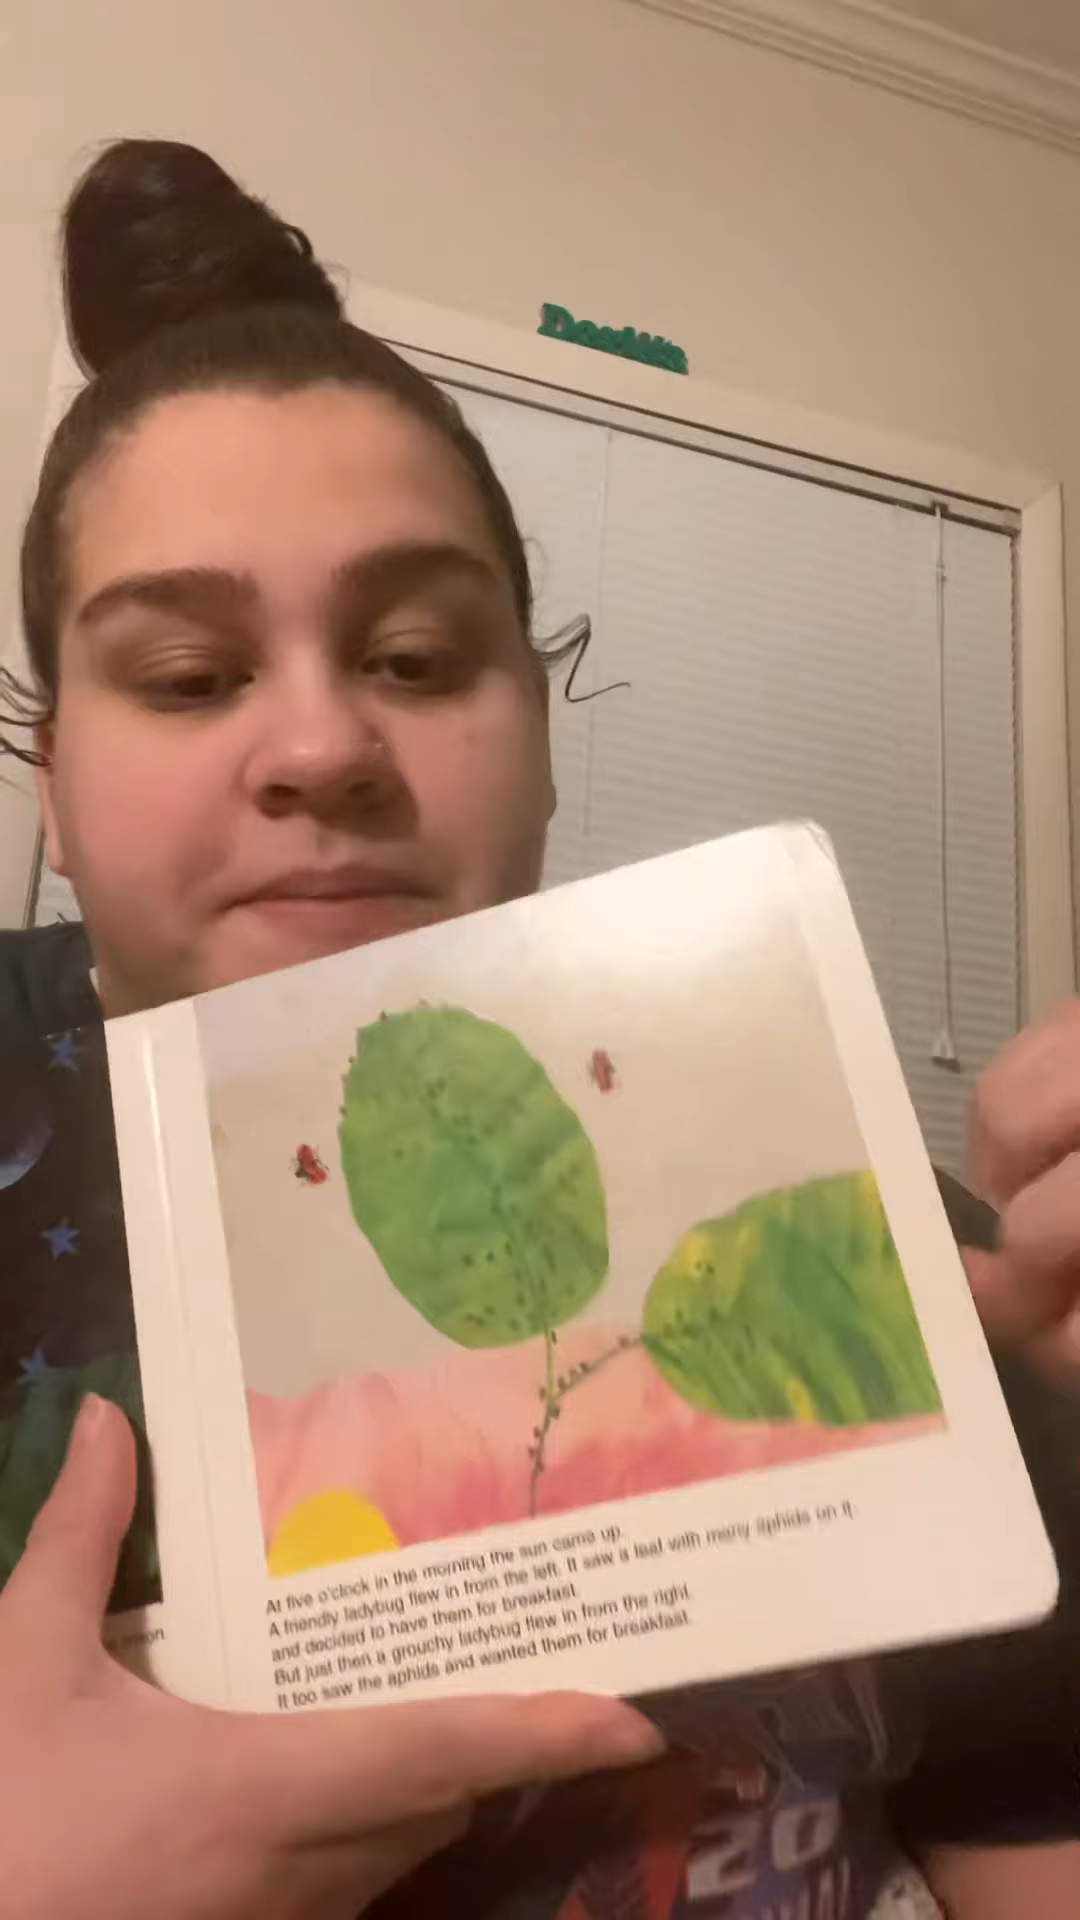 At five o'clock in the morning the sun came up.
A friendly ladybug flew in from the left. It saw a leaf with many aphids on it
and decided to have them for breakfast.
But just then a grouchy ladybug flew in from the right.
It too saw the aphids and wanted them for breakfast.
20